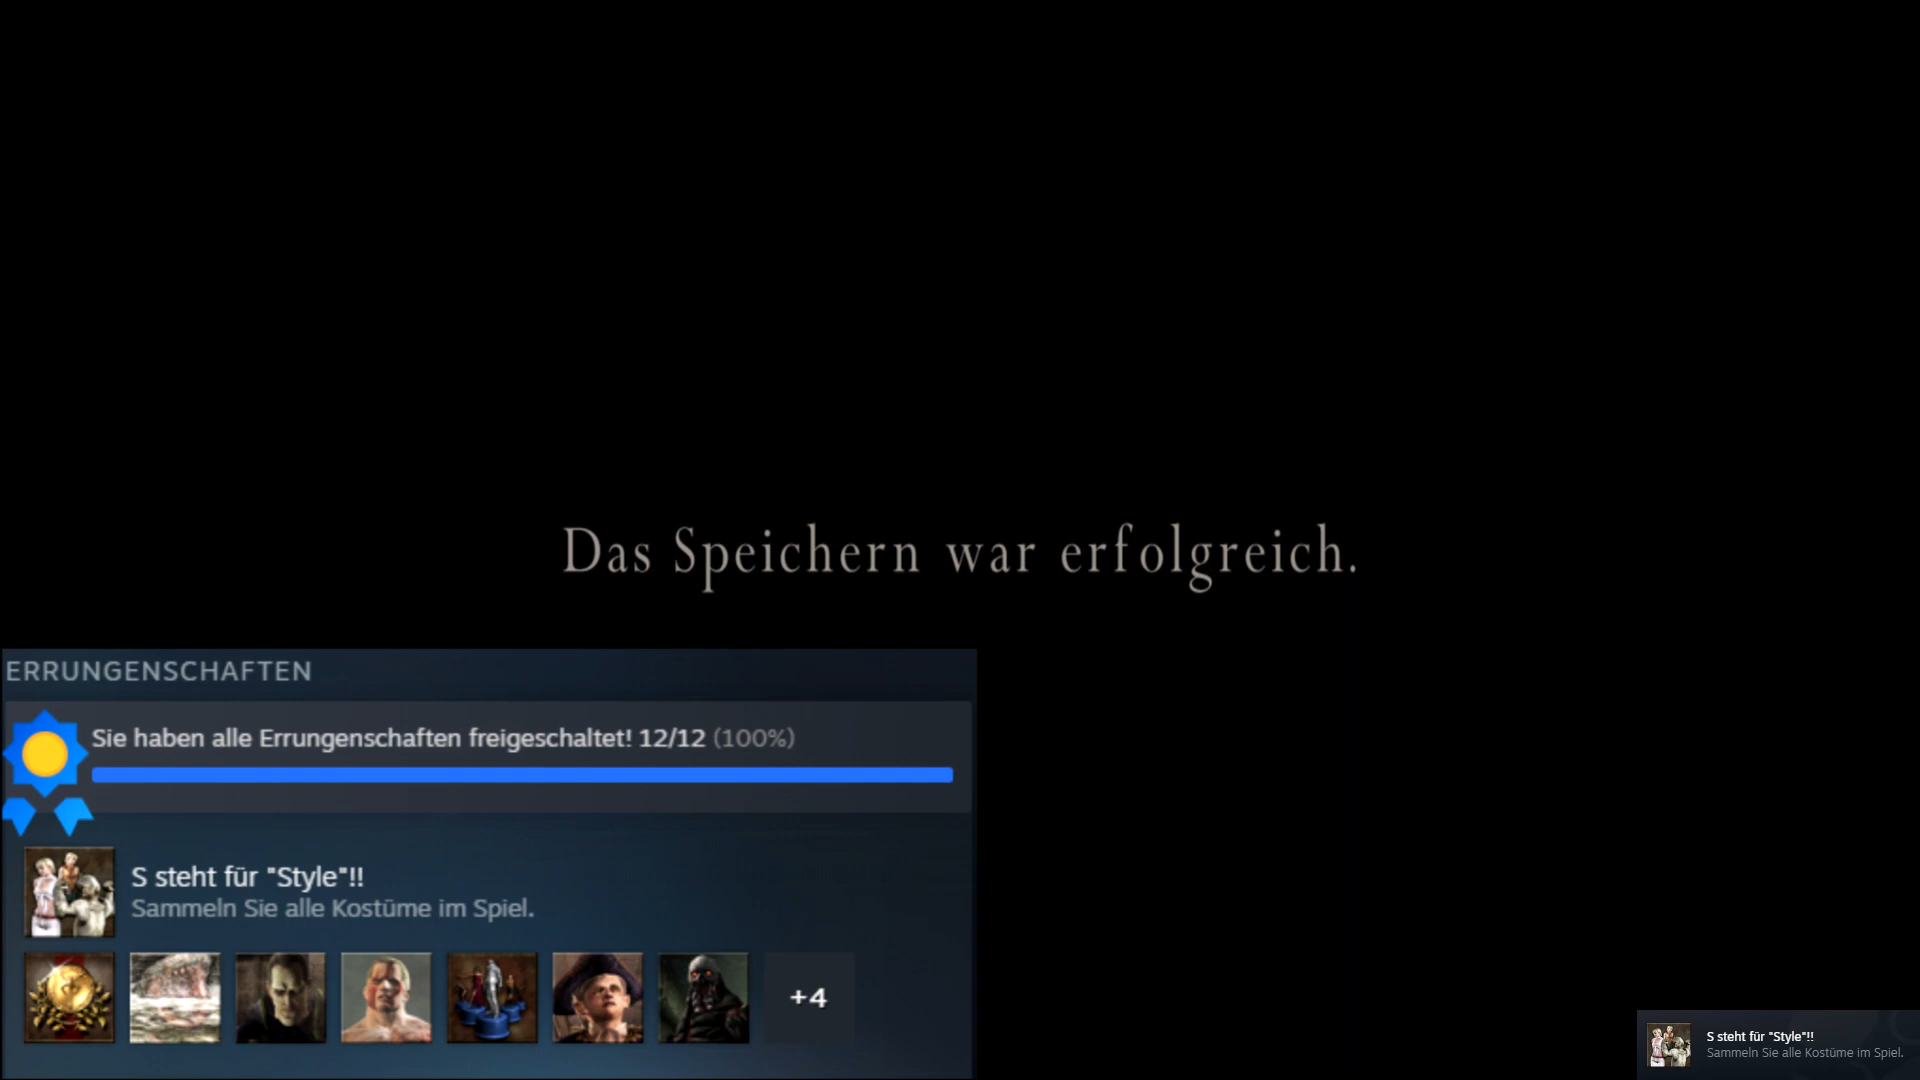 Das Speichern war erfolgreich.
ERRUNGENSCHAFTEN
Sie haben alle Errungenschaften freigeschaltet! 12/12 (100%)
S steht für "Style"!!
Sammeln Sie alle Kostüme im Spiel.
+4
S steht für "Style"!!
Sammeln Sie alle Kostüme im Spiel.